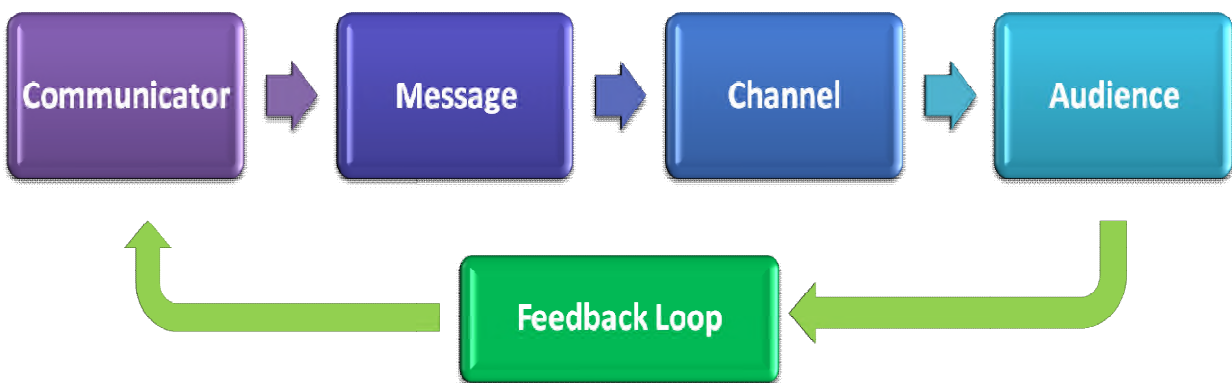 Communicator
Message
Channel
Audience
Feedback Loop